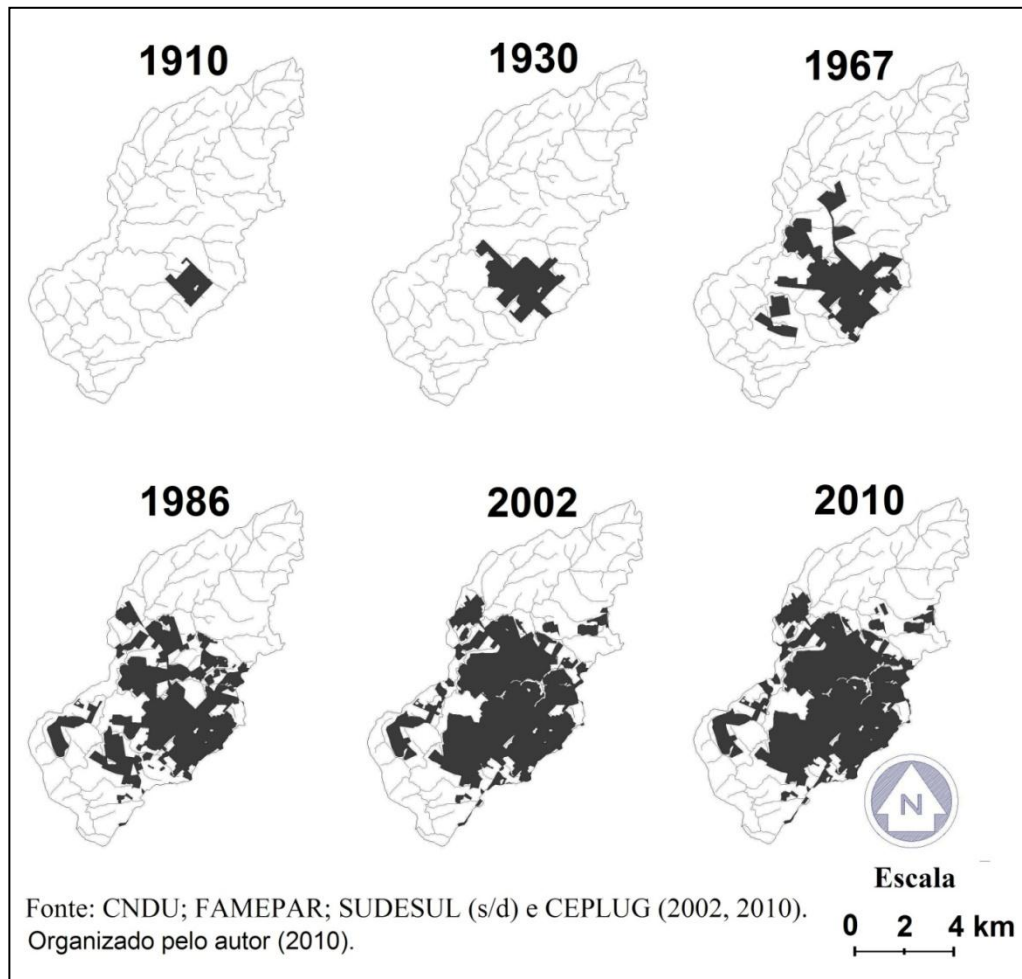 1910 1930 1967
1986 2002 2010
N
Escala
Fonte: CNDU; FAMEPAR; SUDESUL (s/d) e CEPLUG (2002, 2010).
Organizado pelo autor (2010).
0 2 4 km